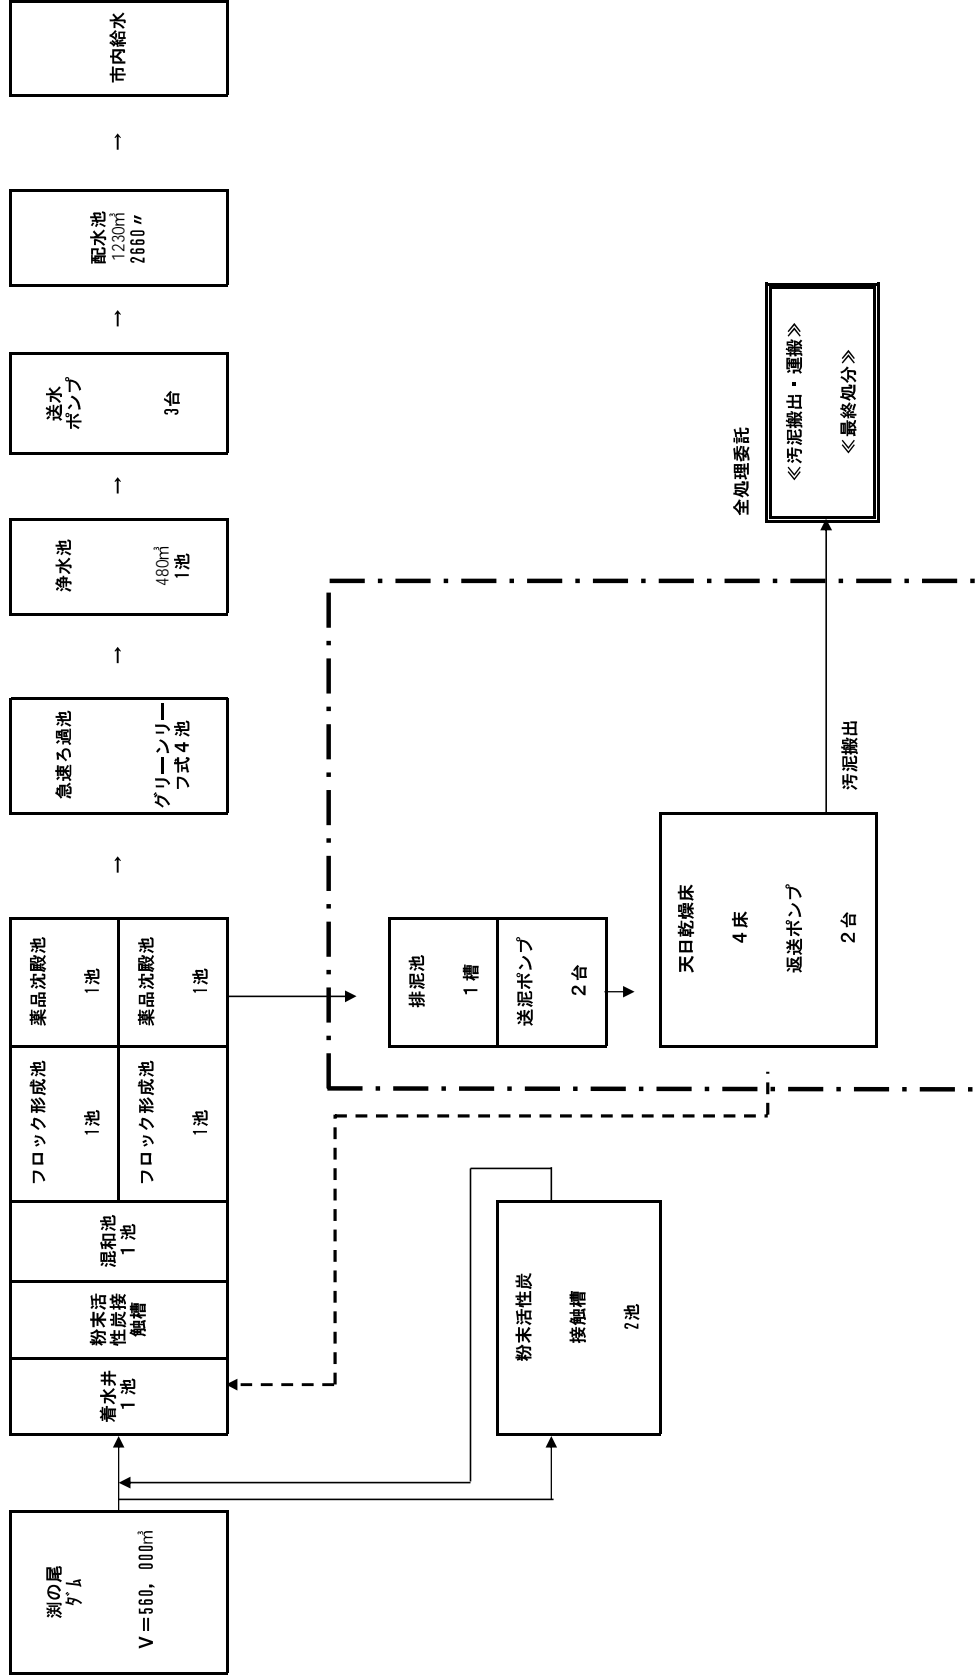 渕の尾
ﾀﾞﾑ
Ｖ＝560，000㎥
着水井
１池
粉末活
性炭接
触槽
混和池
１池
フロック形成池
1池
フロック形成池
1池
薬品沈殿池
1池
薬品沈殿池
1池
→
急速ろ過池
グリーンリー
フ式４池
→
浄水池
480㎥
1池
→
送水
ポンプ
3台
→
配水池
1230㎥
2660〃
→
市内給水
粉末活性炭
接触槽
2池
排泥池
１槽
送泥ポンプ
２台
天日乾燥床
４床
返送ポンプ
２台
汚泥搬出
全処理委託
≪汚泥搬出・運搬≫
≪最終処分≫